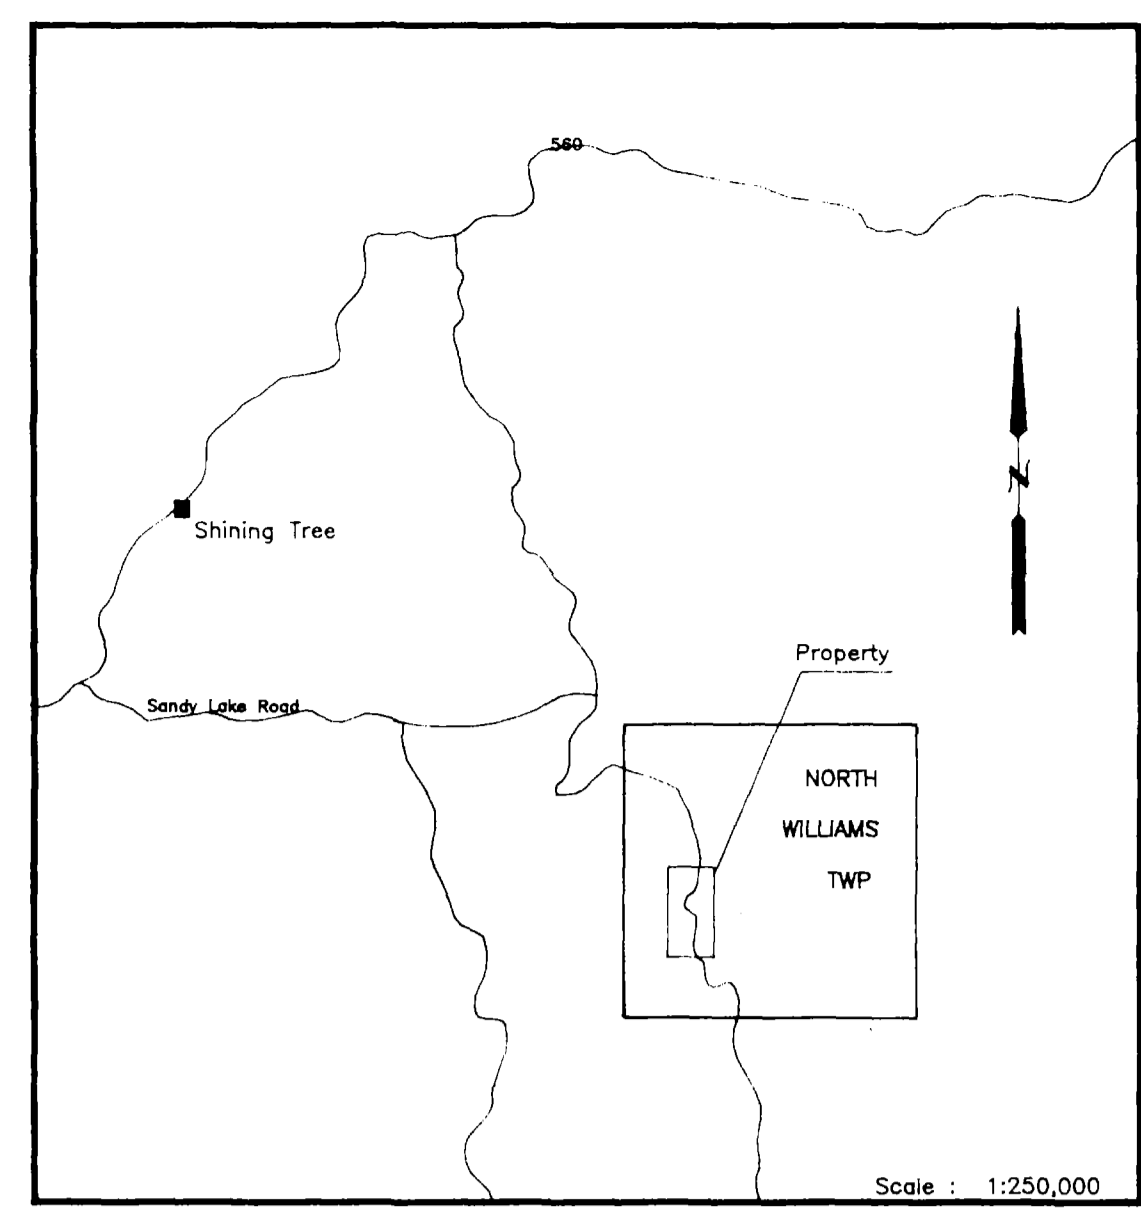 560
N
Shining Tree
Property
Sandy Lake Road
NORTH
WILLIAMS
TWP
Scale : 1:250,000